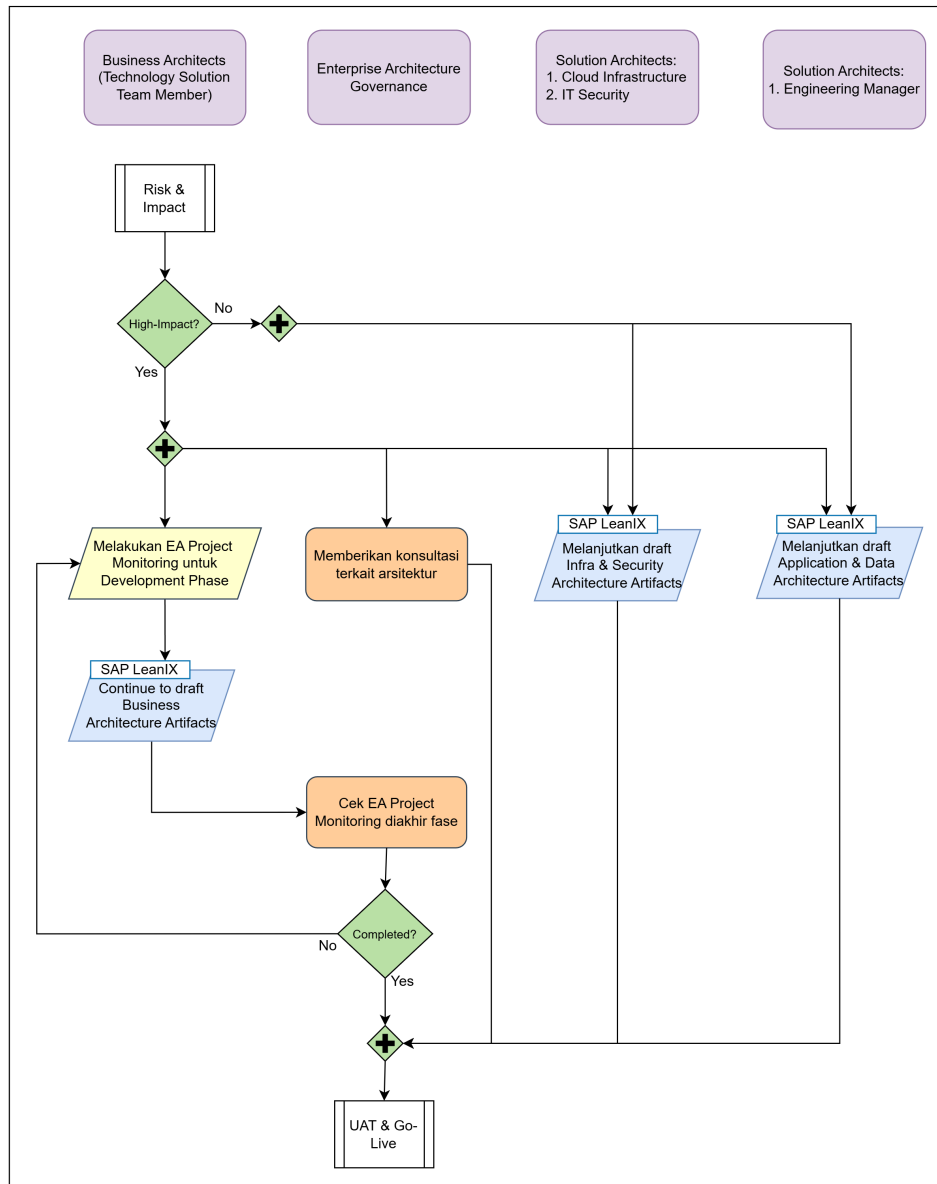 Business Architects
(Technology Solution
Team Member)
Enterprise Architecture
Governance
Solution Architects:
1. Cloud Infrastructure
2. IT Security
Solution Architects:
1. Engineering Manager
Risk &
Impact
High-Impact?
No
Yes
Melakukan EA Project
Monitoring untuk
Development Phase
Memberikan konsultasi
terkait arsitektur
SAP LeanIX
Melanjutkan draft
Infra & Security
Architecture Artifacts
SAP LeanIX
Melanjutkan draft
Application & Data
Architecture Artifacts
SAP LeanIX
Continue to draft
Business
Architecture Artifacts
Cek EA Project
Monitoring diakhir fase
Completed?
No
Yes
UAT & Go-
Live